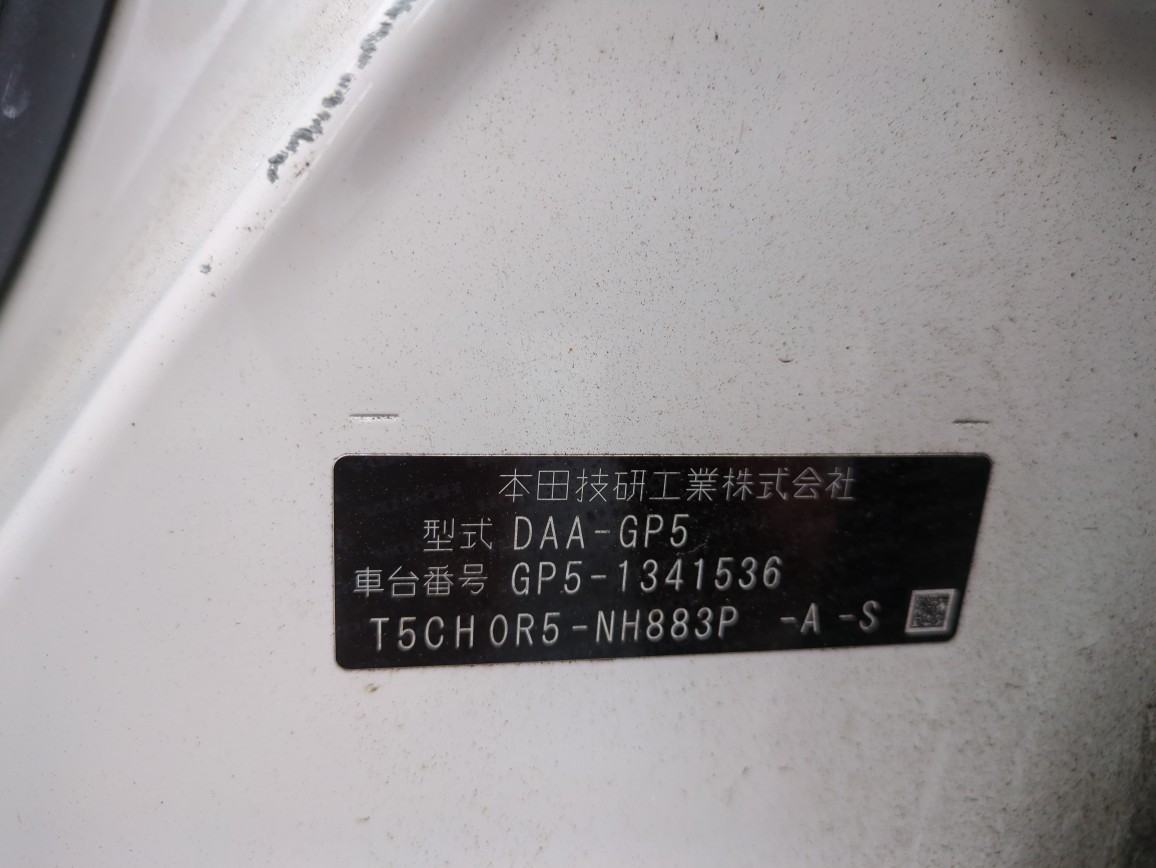 本田技研工業株式会社
型式 DAA-GP5
車台番号 GP5-1341536
T5CH0R5-NH883P -A -S